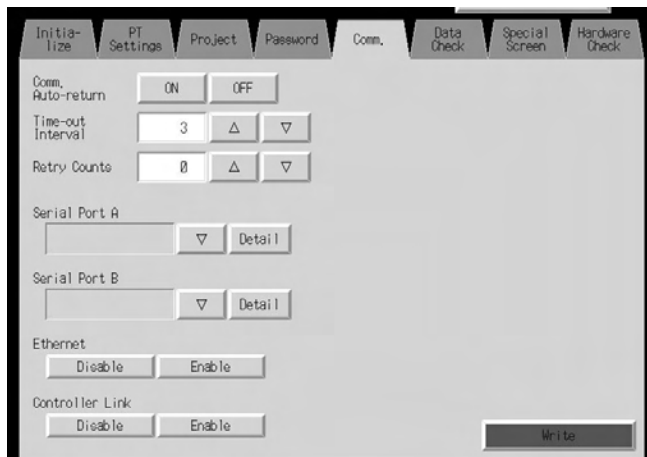 Initia-
lize
PT
Settings
Project
Password
Comm.
Data
Check
Special
Screen
Hardware
Check
Comm.
Auto-return
ON
OFF
Time-out
Interval
3
△
▽
Retry Counts
0
△
▽
Serial Port A
▽
Detail
Serial Port B
▽
Detail
Ethernet
Disable
Enable
Controller Link
Disable
Enable
Write